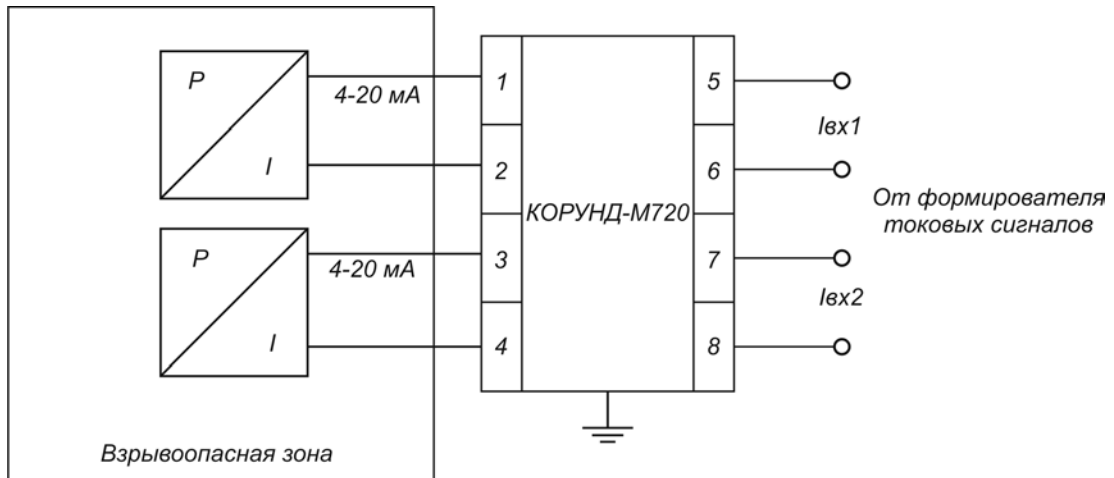 P
I
4-20 мА
1
2
P
I
4-20 мА
3
4
КОРУНД-М720
5
6
7
8
Iвх1
Iвх2
От формирователя
токовых сигналов
Взрывоопасная зона